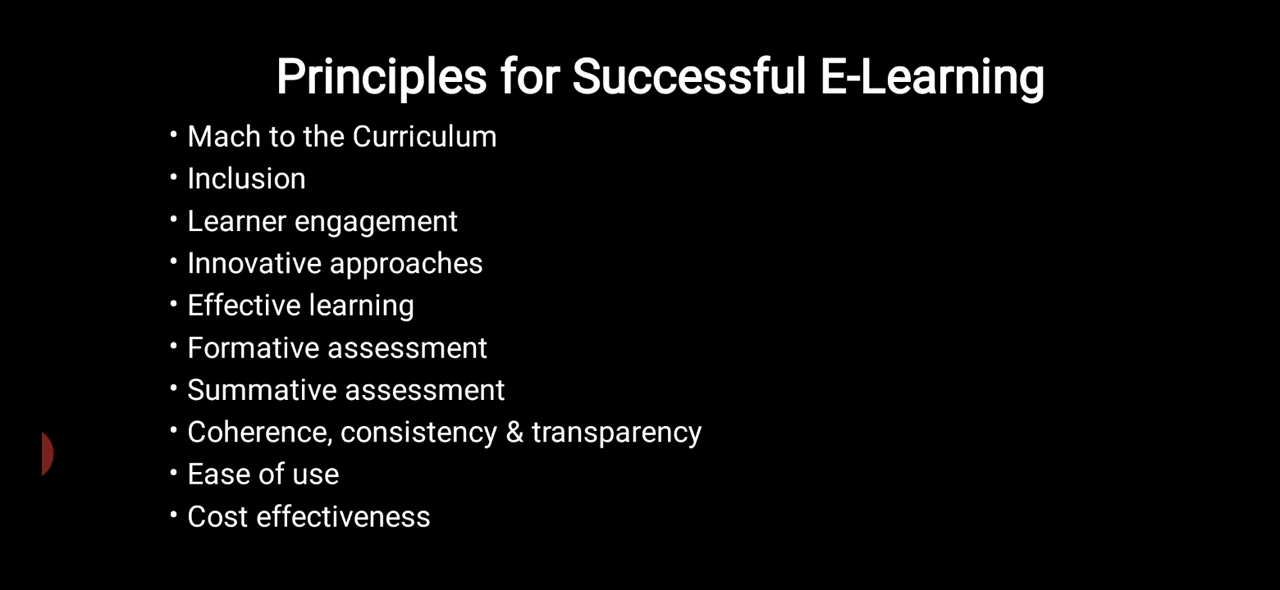 Principles for Successful E-Learning
• Mach to the Curriculum
• Inclusion
• Learner engagement
• Innovative approaches
• Effective learning
• Formative assessment
• Summative assessment
• Coherence, consistency & transparency
• Ease of use
• Cost effectiveness